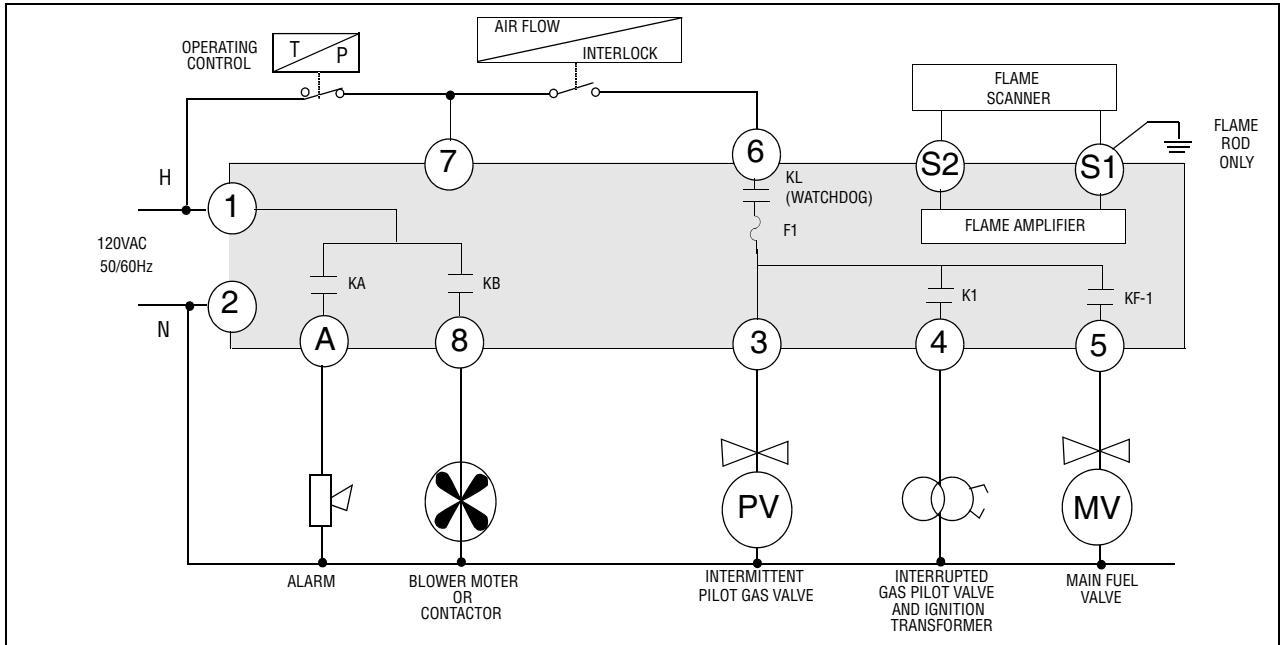 AIR FLOW
INTERLOCK
OPERATING
CONTROL
T
P
FLAME
SCANNER
FLAME
ROD
ONLY
7
6
S2
S1
H
KL
(WATCHDOG)
1
F1
FLAME AMPLIFIER
120VAC
50/60Hz
2
KA
KB
K1
KF-1
N
A
8
3
4
5
PV
MV
ALARM
BLOWER MOTER
OR
CONTACTOR
INTERMITTENT
PILOT GAS VALVE
INTERRUPTED
GAS PILOT VALVE
AND IGNITION
TRANSFORMER
MAIN FUEL
VALVE